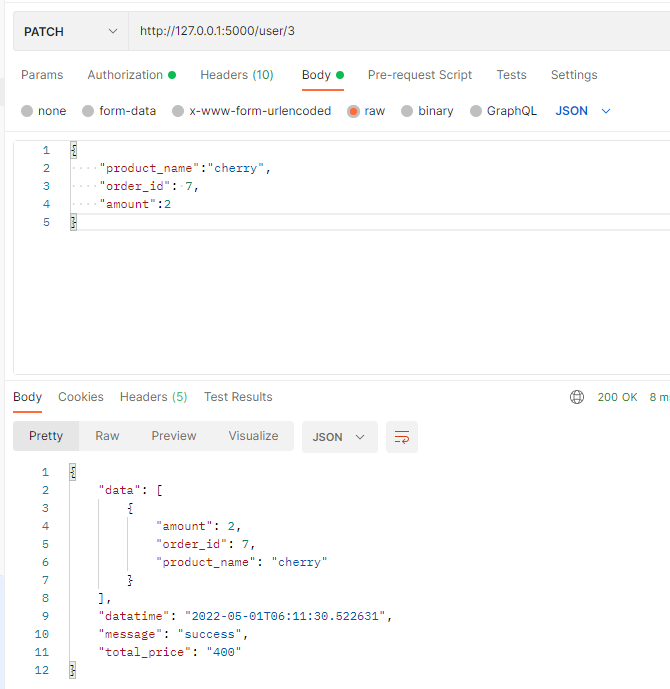 PATCH http://127.0.0.1:5000/user/3
Params Authorization Headers (10) Body Pre-request Script Tests Settings
none form-data x-www-form-urlencoded raw binary GraphQL JSON
1 {
2 "product_name":"cherry",
3 "order_id": 7,
4 "amount":2
5 }
Body Cookies Headers (5) Test Results 200 OK 8
Pretty Raw Preview Visualize JSON
1 {
2 "data": [
3 {
4 "amount": 2,
5 "order_id": 7,
6 "product_name": "cherry"
7 }
8 ],
9 "datatime": "2022-05-01T06:11:30.522631",
10 "message": "success",
11 "total_price": "400"
12 }